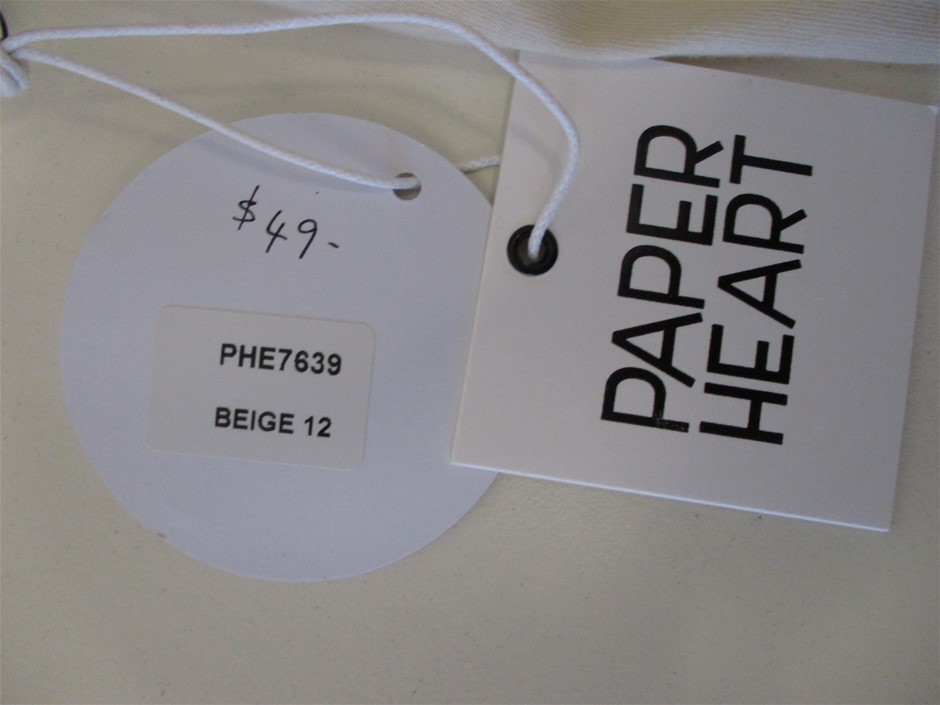 $49-
PHE7639
BEIGE 12
PAPER
HEART